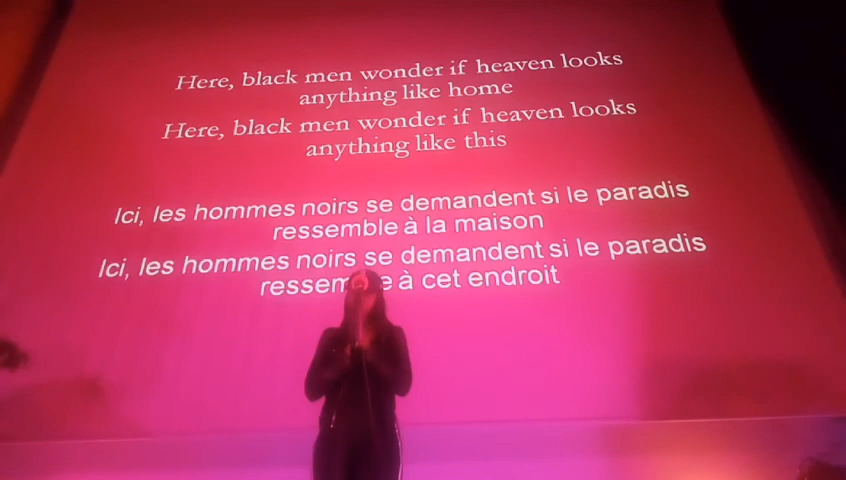 Here, black men wonder if heaven looks
anything like home
Here, black men wonder if heaven looks
anything like this
Ici, les hommes noirs se demandent si le paradis
ressemble à la maison
Ici, les hommes noirs se demandent si le paradis
ressemble à cet endroit